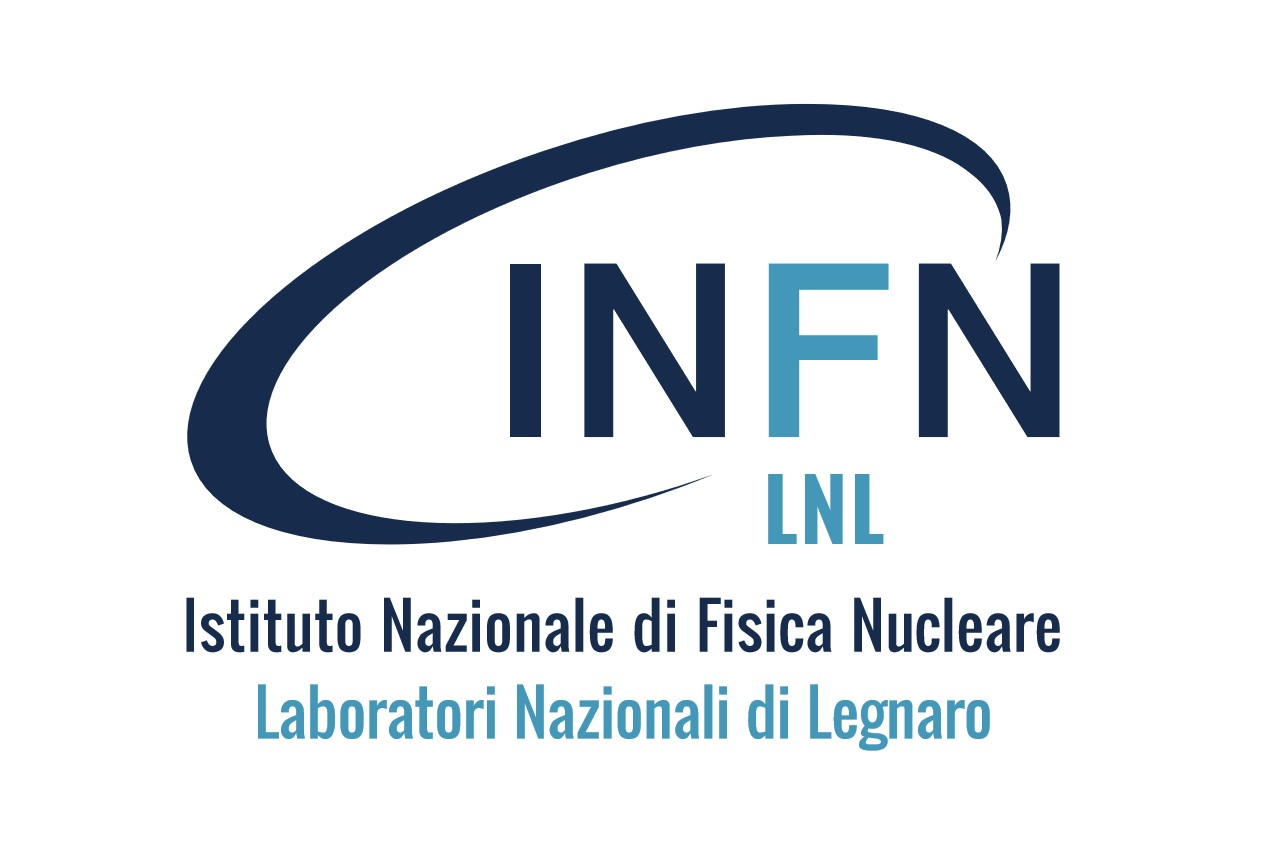 INFN
LNL
Istituto Nazionale di Fisica Nucleare
Laboratori Nazionali di Legnaro